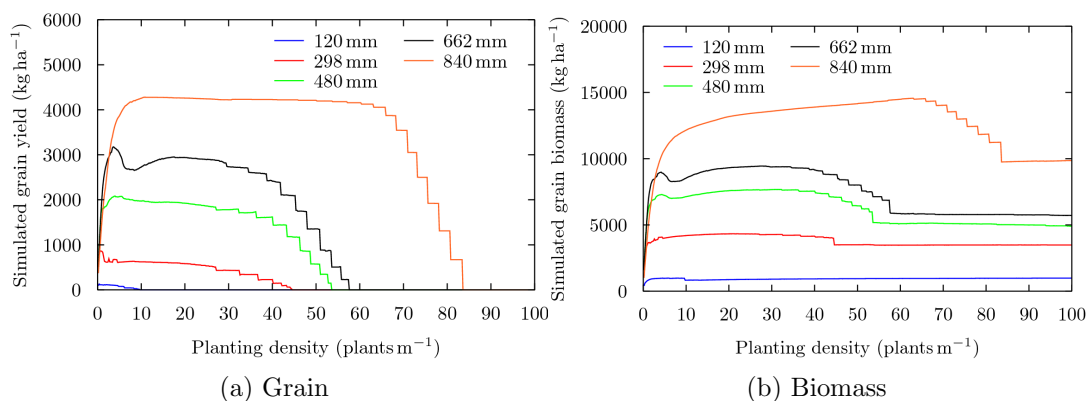 6000
5000
4000
3000
2000
1000
0
Simulated grain yield (kg ha⁻¹)
120 mm
298 mm
480 mm
662 mm
840 mm
0 10 20 30 40 50 60 70 80 90 100
Planting density (plants m⁻¹)
(a) Grain
20000
15000
10000
5000
0
Simulated grain biomass (kg ha⁻¹)
120 mm
298 mm
480 mm
662 mm
840 mm
0 10 20 30 40 50 60 70 80 90 100
Planting density (plants m⁻¹)
(b) Biomass